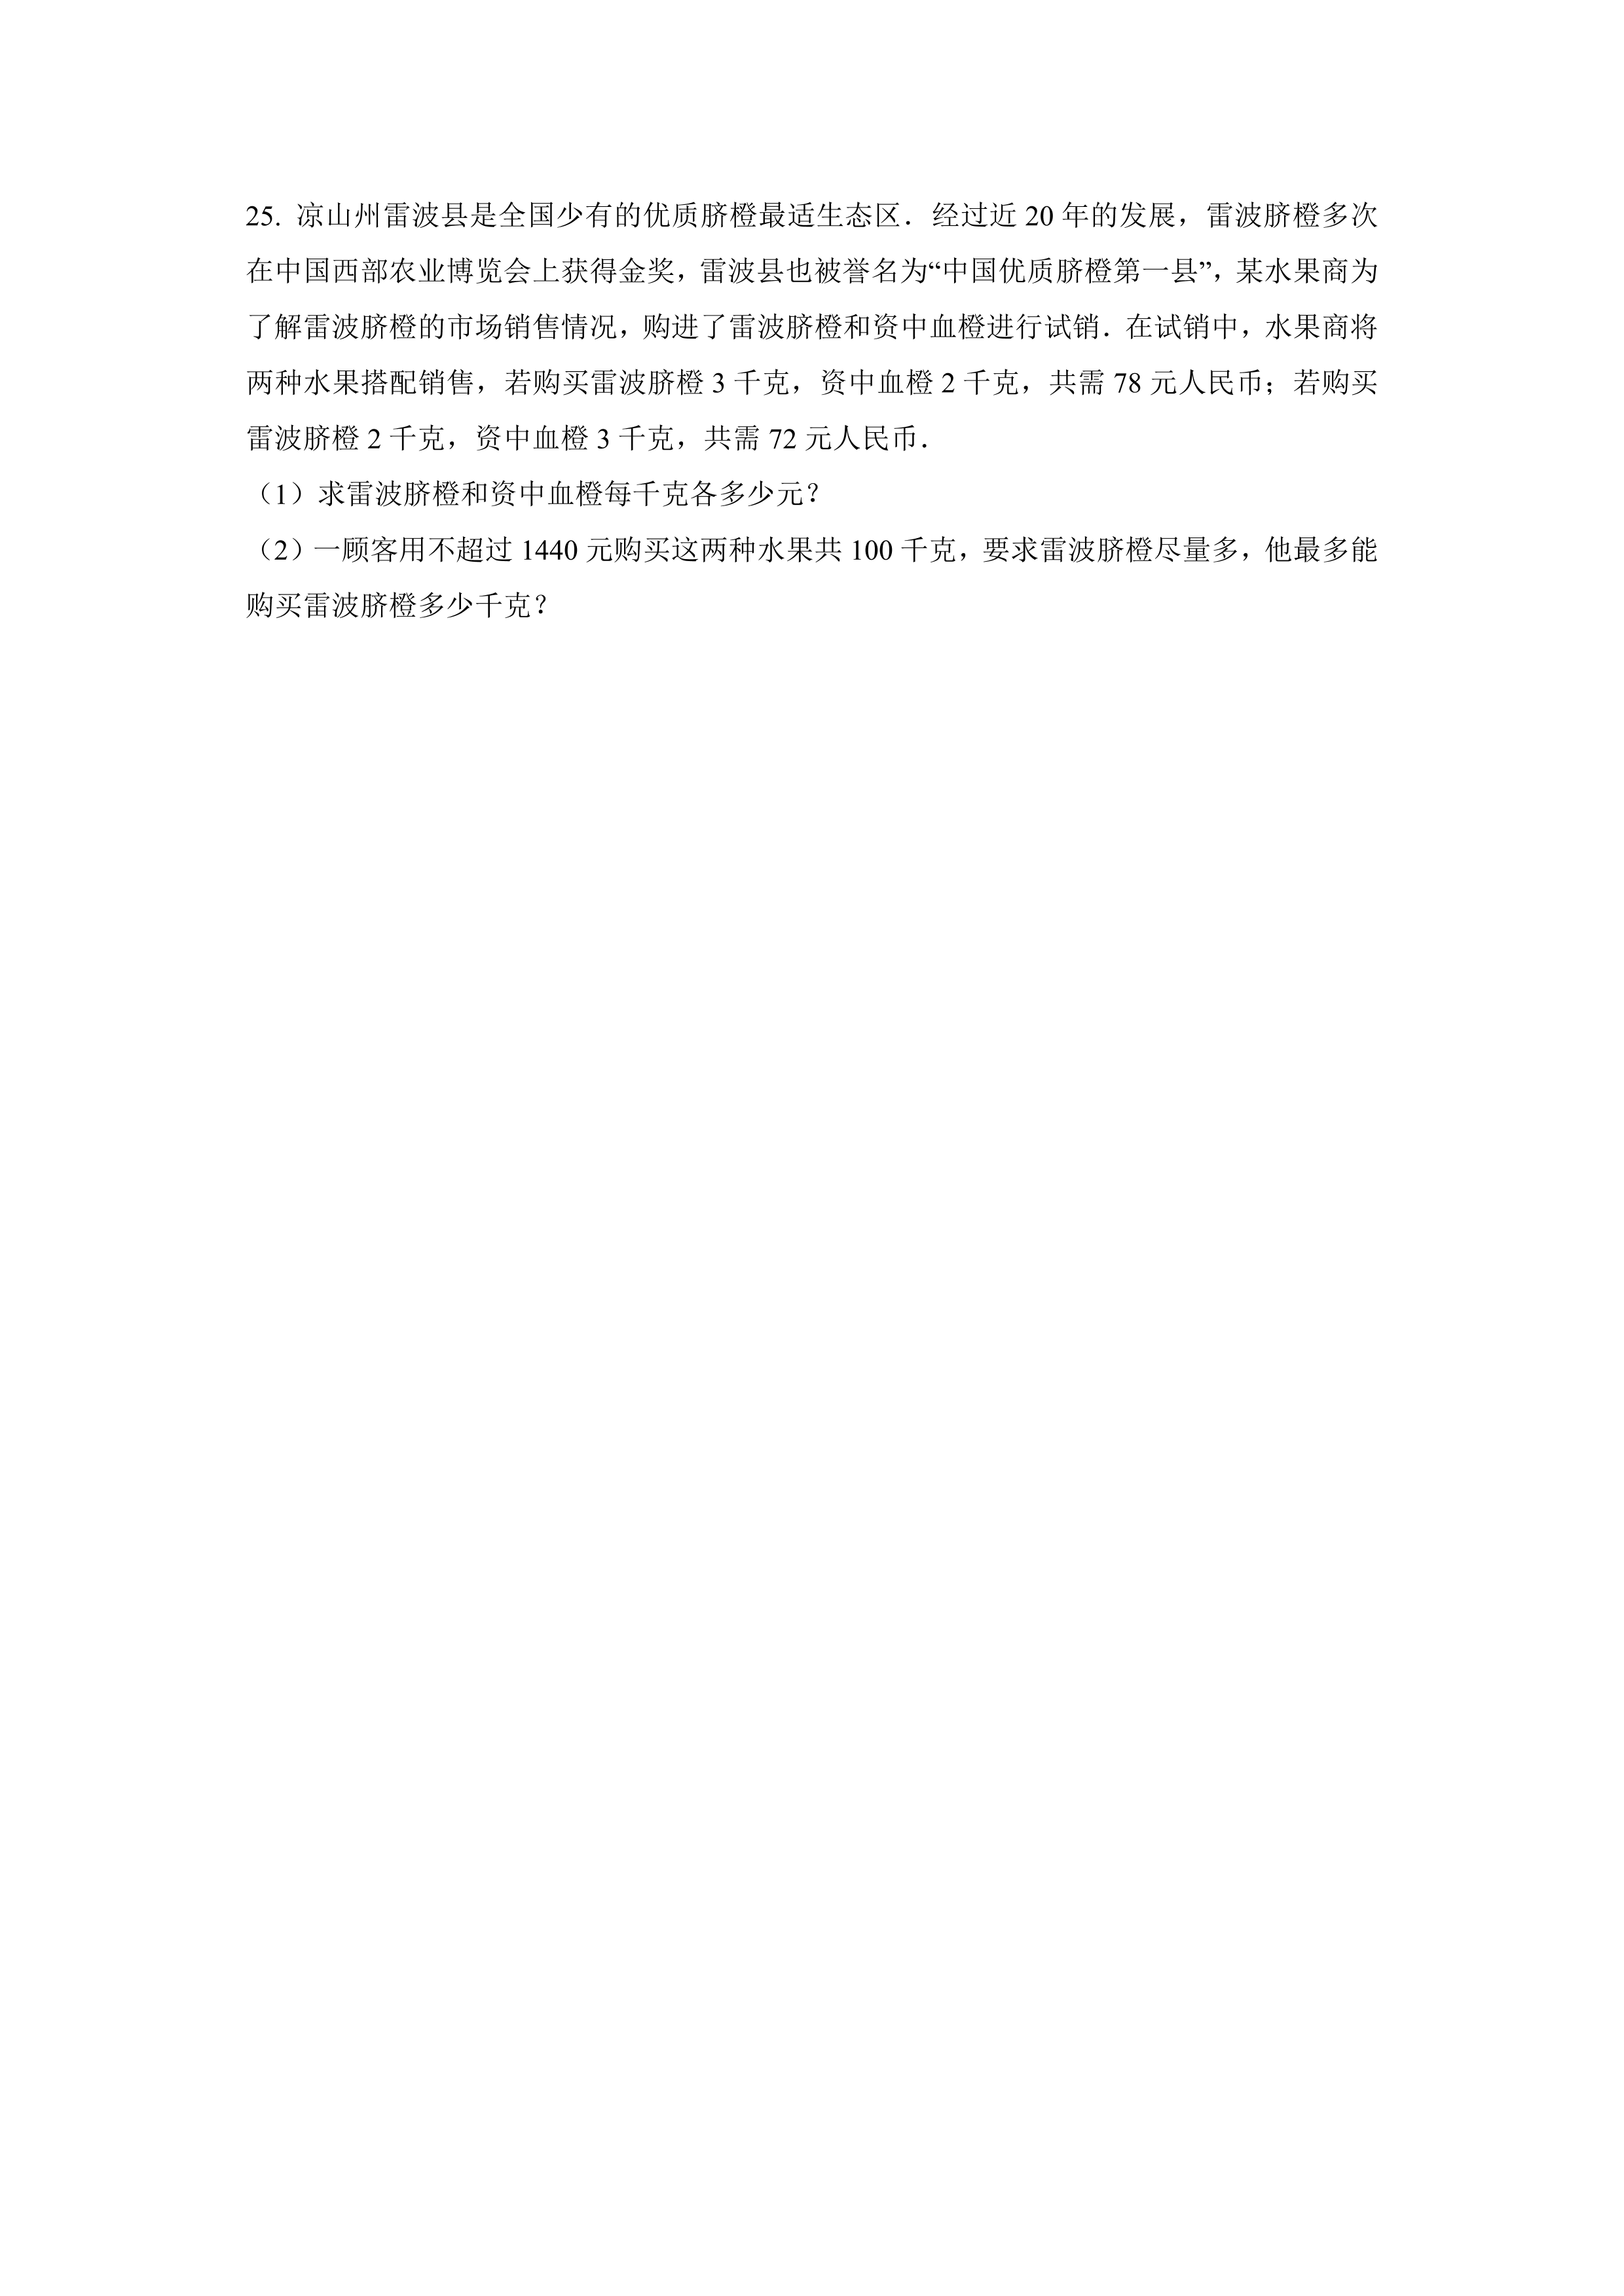 25. 凉山州雷波县是全国少有的优质脐橙最适生态区．经过近 20 年的发展，雷波脐橙多次
在中国西部农业博览会上获得金奖，雷波县也被誉名为“中国优质脐橙第一县”，某水果商为
了解雷波脐橙的市场销售情况，购进了雷波脐橙和资中血橙进行试销．在试销中，水果商将
两种水果搭配销售，若购买雷波脐橙 3 千克，资中血橙 2 千克，共需 78 元人民币；若购买
雷波脐橙 2 千克，资中血橙 3 千克，共需 72 元人民币．
（1）求雷波脐橙和资中血橙每千克各多少元？
（2）一顾客用不超过 1440 元购买这两种水果共 100 千克，要求雷波脐橙尽量多，他最多能
购买雷波脐橙多少千克？